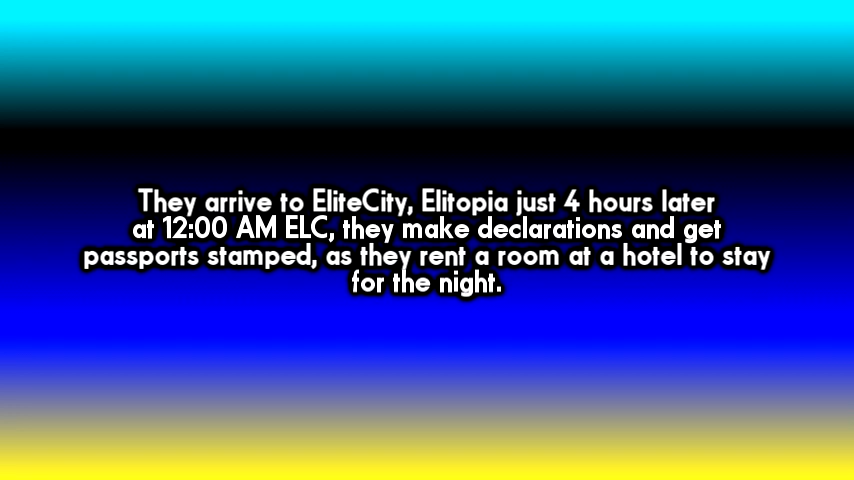 They arrive to EliteCity, Elitopia just 4 hours later
at 12:00 AM ELC, they make declarations and get
passports stamped, as they rent a room at a hotel to stay
for the night.